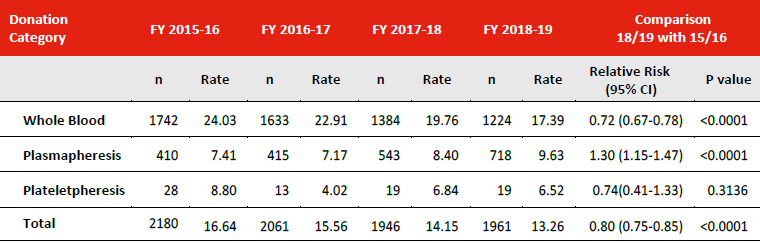 Donation Category FY 2015-16 FY 2016-17 FY 2017-18 FY 2018-19 Comparison 18/19 with 15/16
n Rate n Rate n Rate n Rate Relative Risk (95% CI) P value
Whole Blood 1742 24.03 1633 22.91 1384 19.76 1224 17.39 0.72 (0.67-0.78) <0.0001
Plasmapheresis 410 7.41 415 7.17 543 8.40 718 9.63 1.30 (1.15-1.47) <0.0001
Plateletpheresis 28 8.80 13 4.02 19 6.84 19 6.52 0.74(0.41-1.33) 0.3136
Total 2180 16.64 2061 15.56 1946 14.15 1961 13.26 0.80 (0.75-0.85) <0.0001